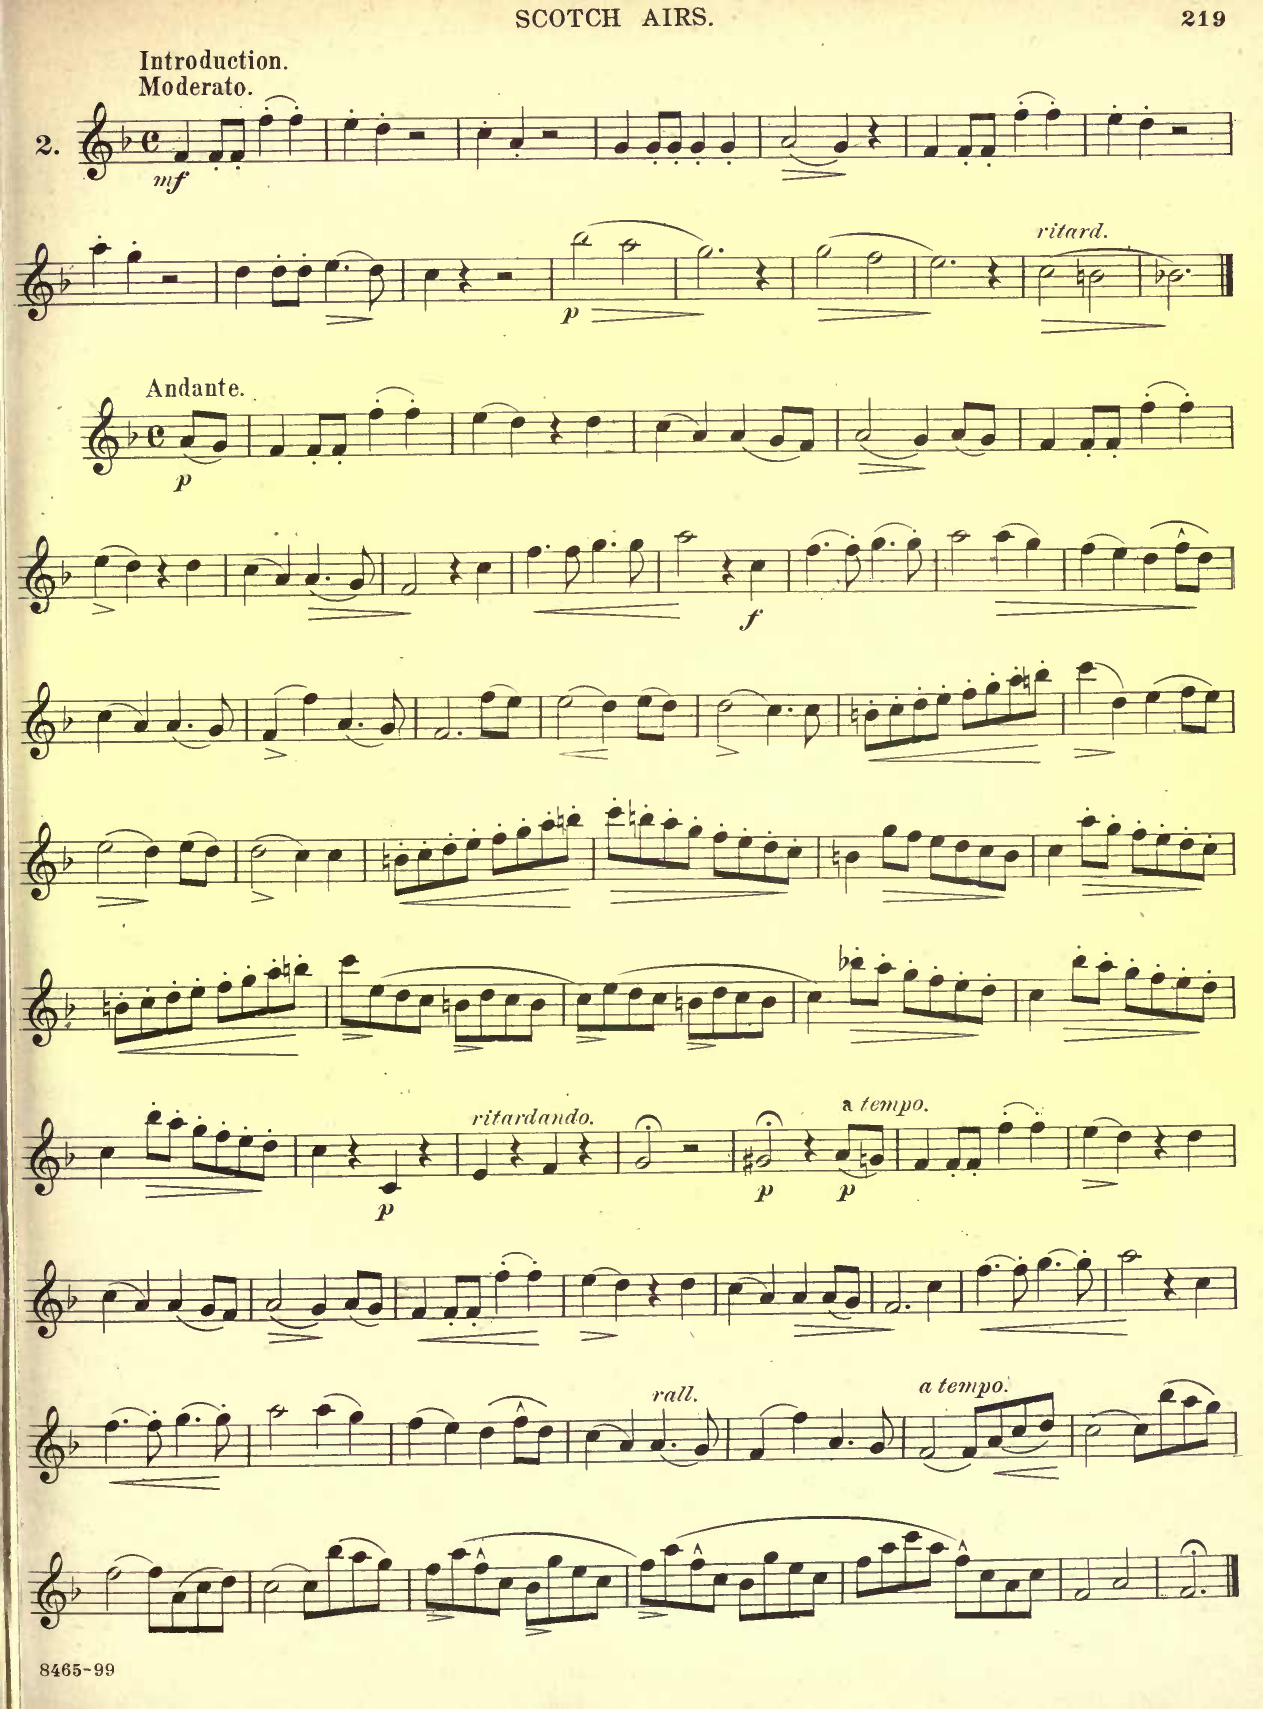 SCOTCH AIRS.
219
Introduction.
Moderato.
2.
mf
ritard.
p
Andante.
p
f
ritardando.
a tempo.
p
p
p
rall.
a tempo.
8465-99